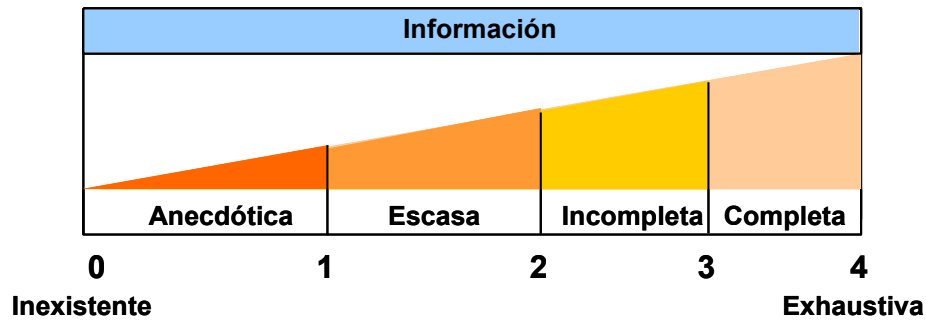 Información
Anecdótica Escasa Incompleta Completa
0 1 2 3 4
Inexistente Exhaustiva